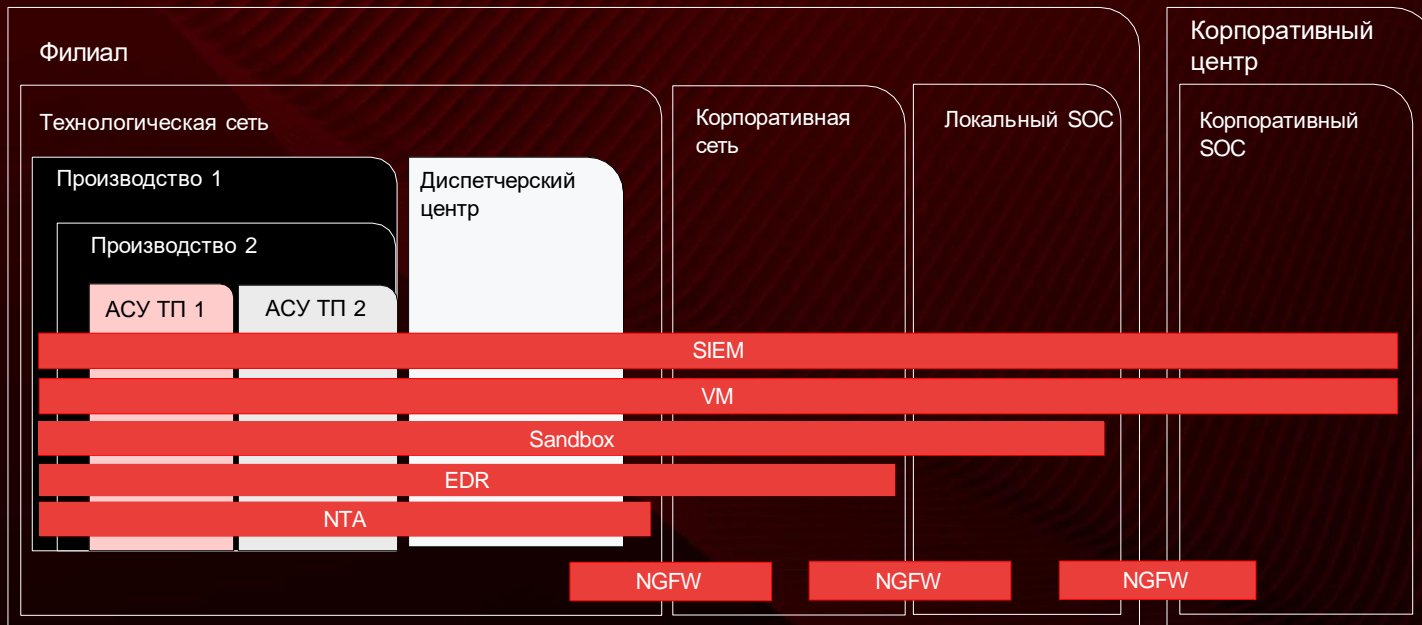 Филиал
Корпоративный
центр
Технологическая сеть
Корпоративная
сеть
Локальный SOC
Корпоративный
SOC
Производство 1
Диспетчерский
центр
Производство 2
АСУ ТП 1
АСУ ТП 2
SIEM
VM
Sandbox
EDR
NTA
NGFW
NGFW
NGFW